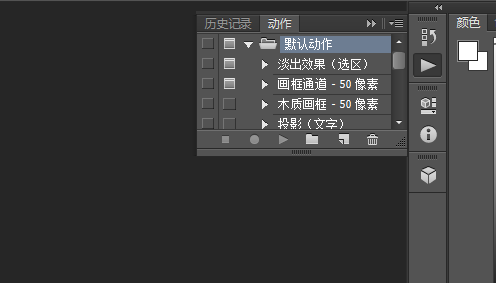 历史记录 动作
颜色
默认动作
淡出效果（选区）
画框通道 - 50 像素
木质画框 - 50 像素
投影（文字）